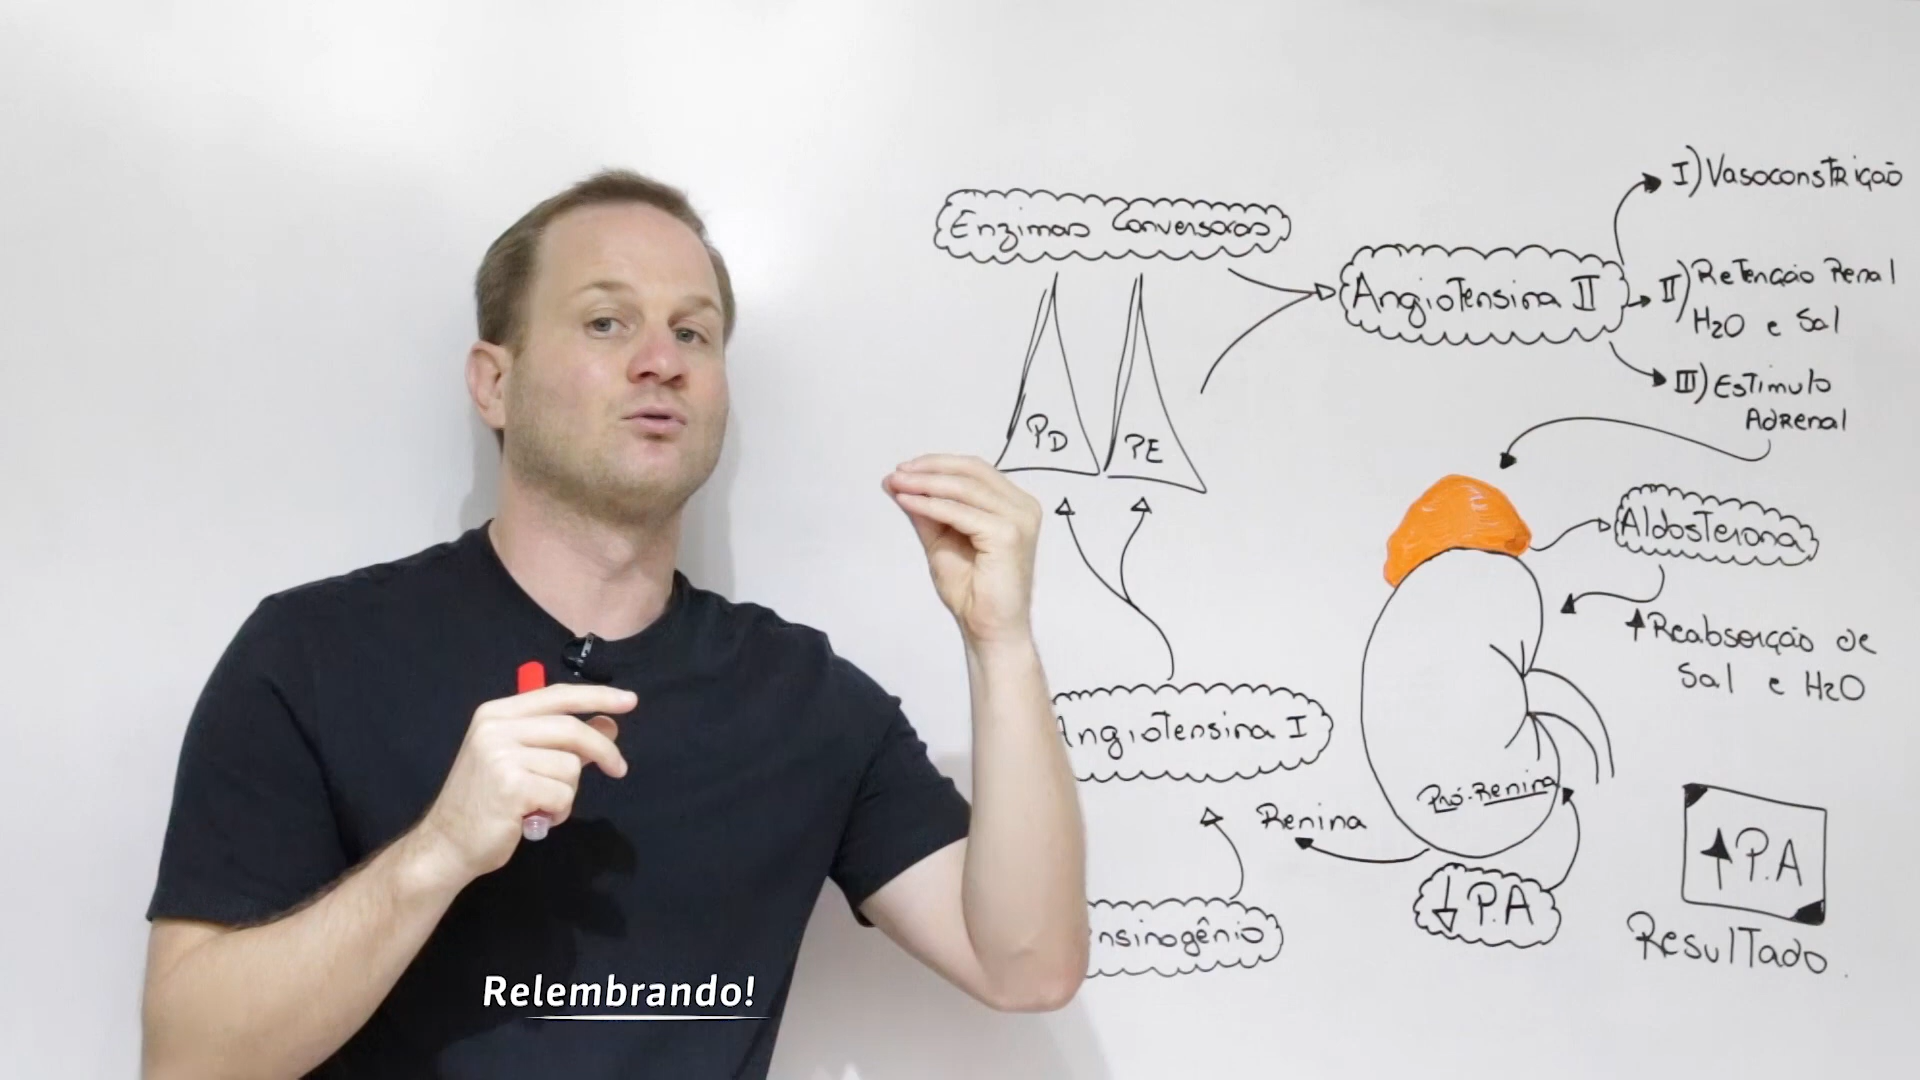 Enzimas Conversoras
Angiotensina II
I) Vasoconstrição
II) Retenção Renal
H2O e Sal
III) Estímulo
Adrenal
PD
PE
Aldosterona
↑ Reabsorção de
Sal e H2O
Angiotensina I
Renina
Pró-Renina
↓ P.A
nsinogênio
↑ P.A
Resultado.
Relembrando!